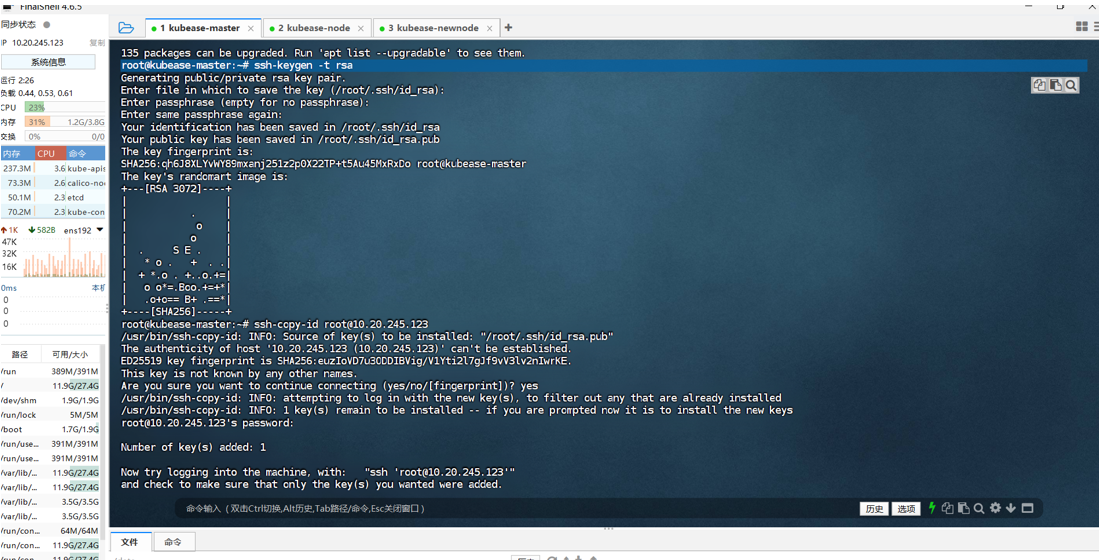 FinalShell 4.6.5
同步状态
IP 10.20.245.123 复制
系统信息
运行 2:26
负载 0.44, 0.53, 0.61
CPU 23%
内存 31% 1.2G/3.8G
交换 0% 0/0
内存 CPU 命令
237.3M 3.6 kube-apis
73.3M 2.6 calico-no
50.1M 2.3 etcd
70.2M 2.3 kube-con
1K 582B ens192
47K
32K
16K
0ms 本机
0
0
0
路径 可用/大小
/run 389M/391M
/ 11.9G/27.4G
/dev/shm 1.9G/1.9G
/run/lock 5M/5M
/boot 1.7G/1.9G
/run/use... 391M/391M
/run/use... 391M/391M
/var/lib/... 11.9G/27.4G
/var/lib/... 11.9G/27.4G
/var/lib/... 3.5G/3.5G
/var/lib/... 3.5G/3.5G
/run/con... 64M/64M
/run/con... 11.9G/27.4G
/run/con... 11.9G/27.4G
1 kubease-master × 2 kubease-node × 3 kubease-newnode × +
135 packages can be upgraded. Run 'apt list --upgradable' to see them.
root@kubease-master:~# ssh-keygen -t rsa
Generating public/private rsa key pair.
Enter file in which to save the key (/root/.ssh/id_rsa):
Enter passphrase (empty for no passphrase):
Enter same passphrase again:
Your identification has been saved in /root/.ssh/id_rsa
Your public key has been saved in /root/.ssh/id_rsa.pub
The key fingerprint is:
SHA256:qh6J8XLYvWY89mxanj251z2p0X22TP+t5Au45MxRxDo root@kubease-master
The key's randomart image is:
+---[RSA 3072]----+
|                 |
|          .      |
|           o     |
|          o      |
|  .    S E .     |
|   * o .   +  . .|
|  + *.o . +..o.+=|
|   o o*=.Boo.+=+*|
|   .o+o== B+ .==*|
+----[SHA256]-----+
root@kubease-master:~# ssh-copy-id root@10.20.245.123
/usr/bin/ssh-copy-id: INFO: Source of key(s) to be installed: "/root/.ssh/id_rsa.pub"
The authenticity of host '10.20.245.123 (10.20.245.123)' can't be established.
ED25519 key fingerprint is SHA256:euzIoVD7u3ODDIBVig/V1Yti2l7gJf9vV3lv2nIwrKE.
This key is not known by any other names.
Are you sure you want to continue connecting (yes/no/[fingerprint])? yes
/usr/bin/ssh-copy-id: INFO: attempting to log in with the new key(s), to filter out any that are already installed
/usr/bin/ssh-copy-id: INFO: 1 key(s) remain to be installed -- if you are prompted now it is to install the new keys
root@10.20.245.123's password:
Number of key(s) added: 1
Now try logging into the machine, with:   "ssh 'root@10.20.245.123'"
and check to make sure that only the key(s) you wanted were added.
命令输入 (双击Ctrl切换,Alt历史,Tab路径/命令,Esc关闭窗口) 历史 选项
文件 命令